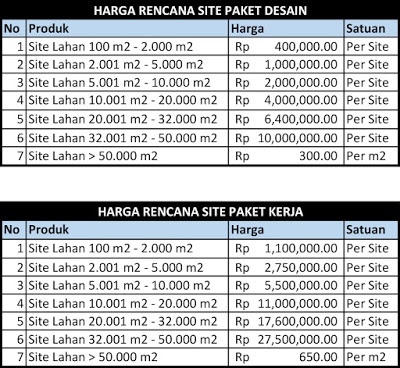 HARGA RENCANA SITE PAKET DESAIN
No Produk Harga Satuan
1 Site Lahan 100 m2 - 2.000 m2 Rp 400,000.00 Per Site
2 Site Lahan 2.001 m2 - 5.000 m2 Rp 1,000,000.00 Per Site
3 Site Lahan 5.001 m2 - 10.000 m2 Rp 2,000,000.00 Per Site
4 Site Lahan 10.001 m2 - 20.000 m2 Rp 4,000,000.00 Per Site
5 Site Lahan 20.001 m2 - 32.000 m2 Rp 6,400,000.00 Per Site
6 Site Lahan 32.001 m2 - 50.000 m2 Rp 10,000,000.00 Per Site
7 Site Lahan > 50.000 m2 Rp 300.00 Per m2
HARGA RENCANA SITE PAKET KERJA
No Produk Harga Satuan
1 Site Lahan 100 m2 - 2.000 m2 Rp 1,100,000.00 Per Site
2 Site Lahan 2.001 m2 - 5.000 m2 Rp 2,750,000.00 Per Site
3 Site Lahan 5.001 m2 - 10.000 m2 Rp 5,500,000.00 Per Site
4 Site Lahan 10.001 m2 - 20.000 m2 Rp 11,000,000.00 Per Site
5 Site Lahan 20.001 m2 - 32.000 m2 Rp 17,600,000.00 Per Site
6 Site Lahan 32.001 m2 - 50.000 m2 Rp 27,500,000.00 Per Site
7 Site Lahan > 50.000 m2 Rp 650.00 Per m2